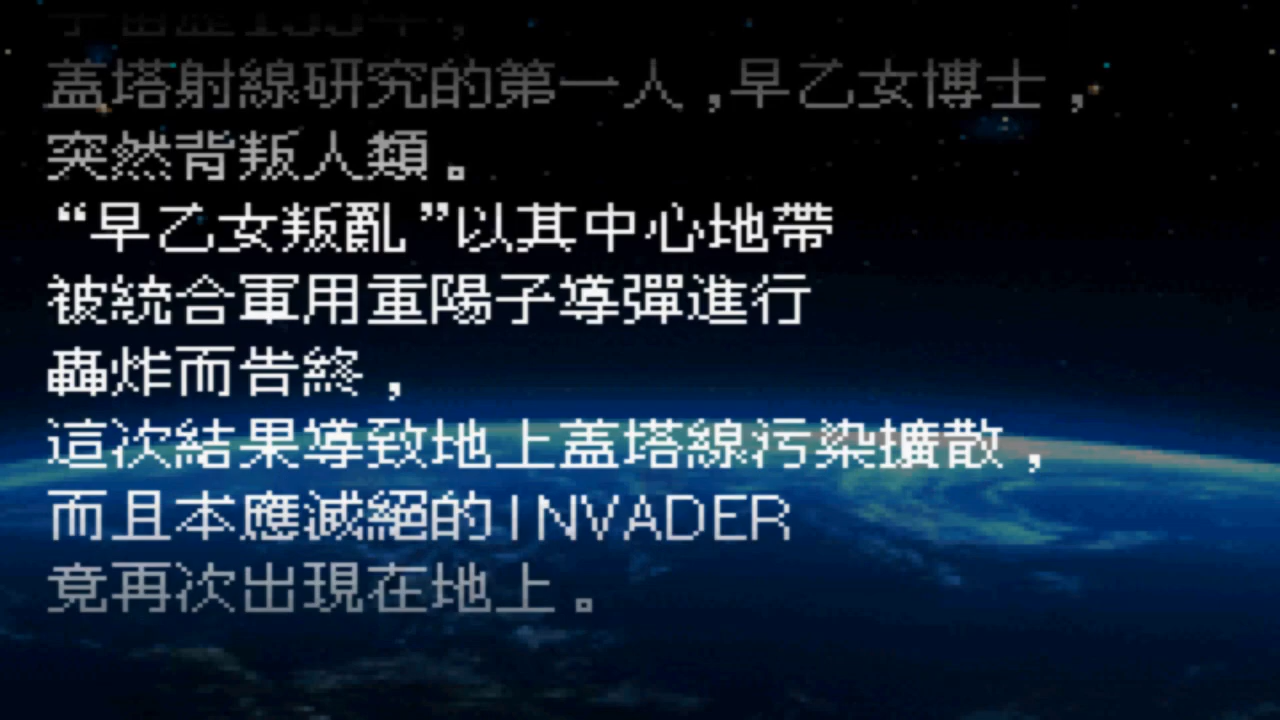 蓋塔射線研究的第一人,早乙女博士,
突然背叛人類。
“早乙女叛亂”以其中心地帶
被統合軍用重陽子導彈進行
轟炸而告終,
這次結果導致地上蓋塔線污染擴散,
而且本應滅絕的INVADER
竟再次出現在地上。